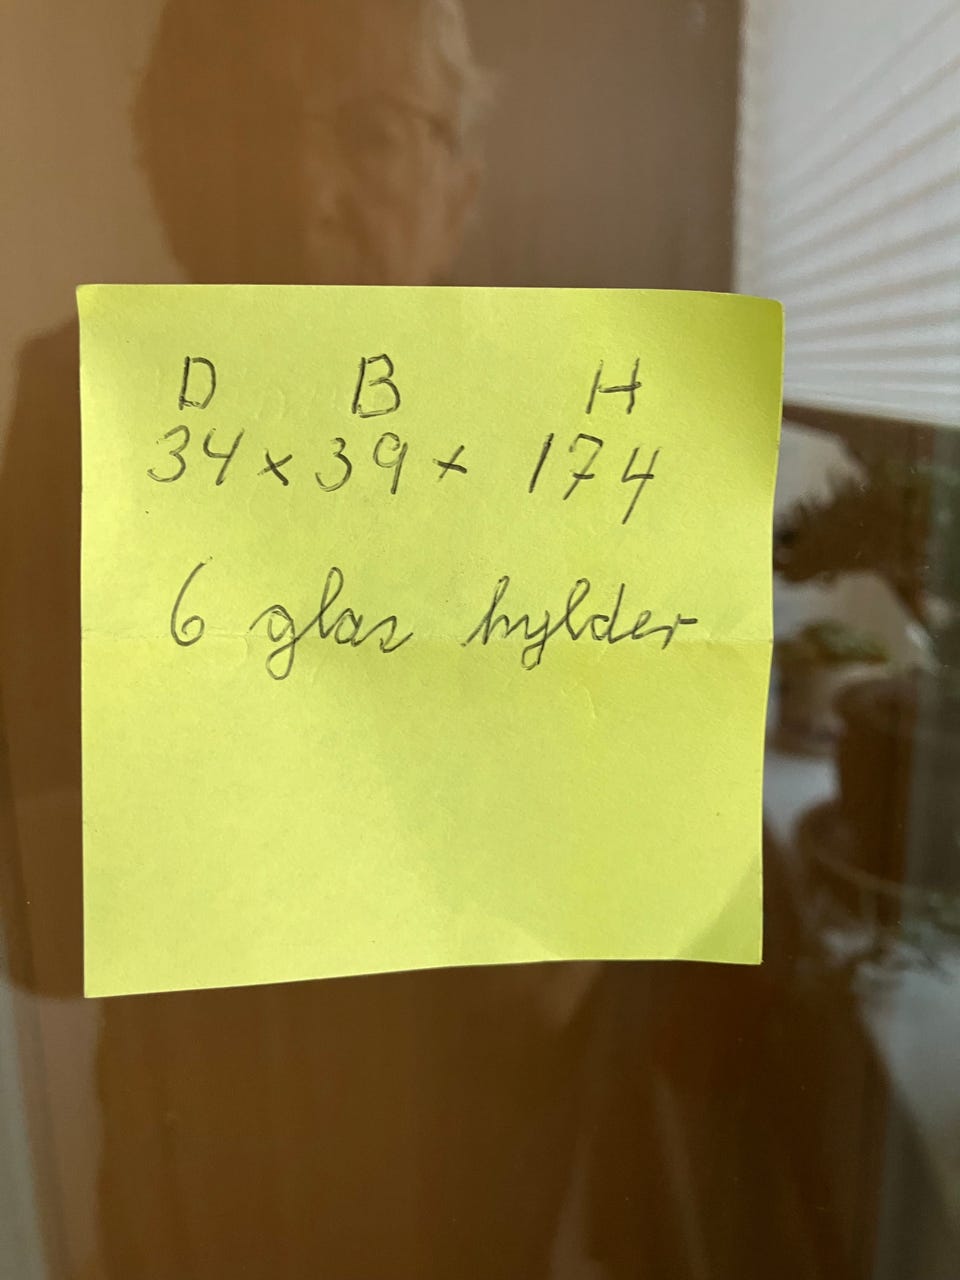 D B H
34 x 39 x 174
6 glas hylder